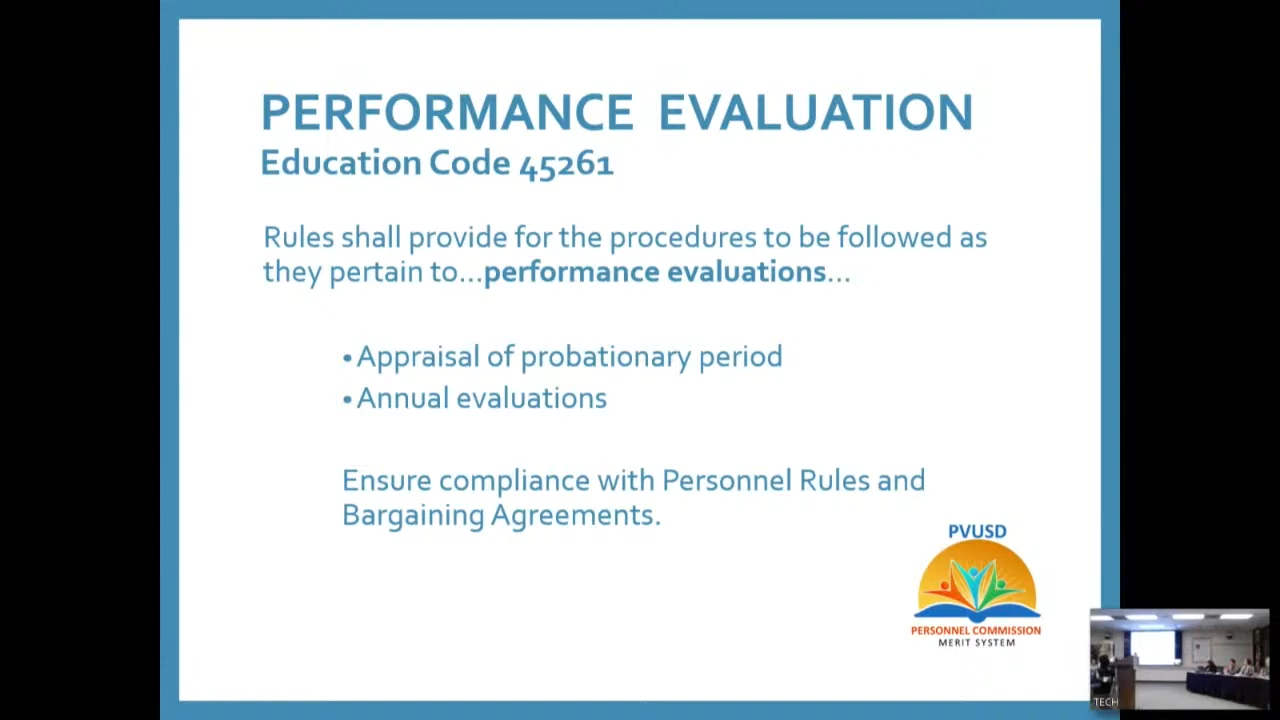 PERFORMANCE EVALUATION
Education Code 45261
Rules shall provide for the procedures to be followed as
they pertain to...performance evaluations...
• Appraisal of probationary period
• Annual evaluations
Ensure compliance with Personnel Rules and
Bargaining Agreements.
PVUSD
PERSONNEL COMMISSION
MERIT SYSTEM
TECH